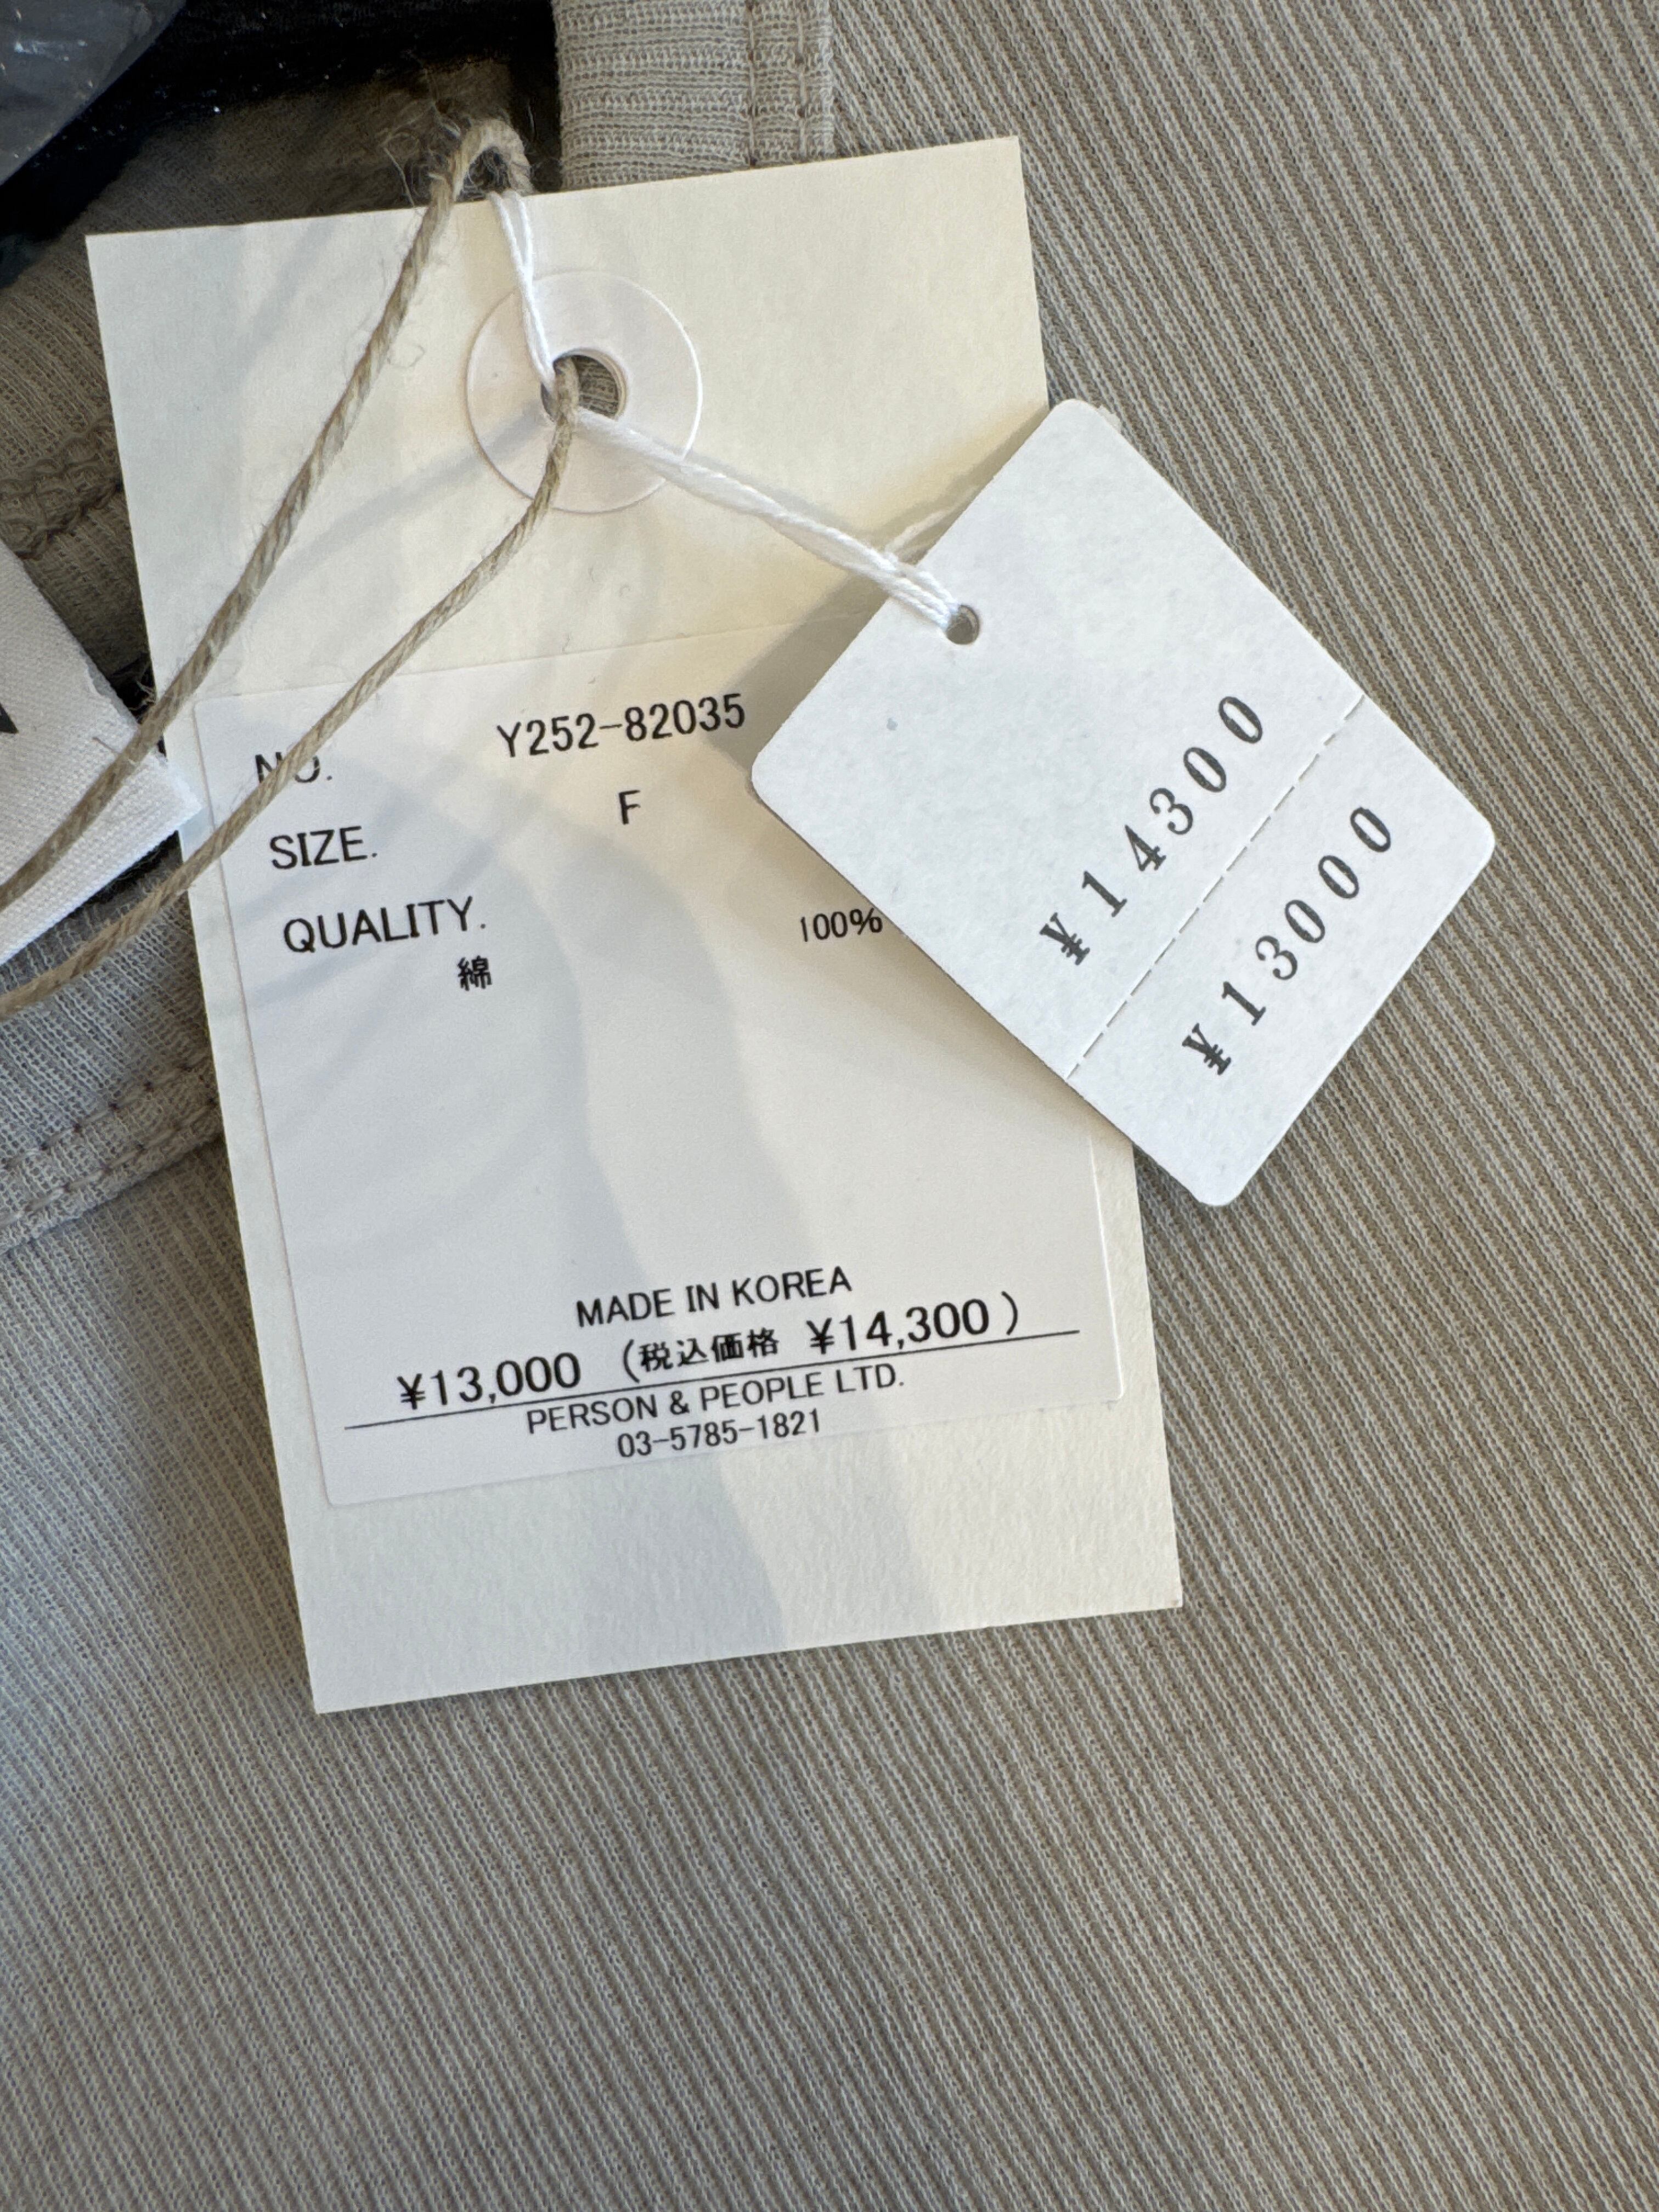 NO. Y252-82035
SIZE. F
QUALITY.
綿 100%
MADE IN KOREA
¥13,000 (税込価格 ¥14,300)
PERSON & PEOPLE LTD.
03-5785-1821
¥14300
¥13000